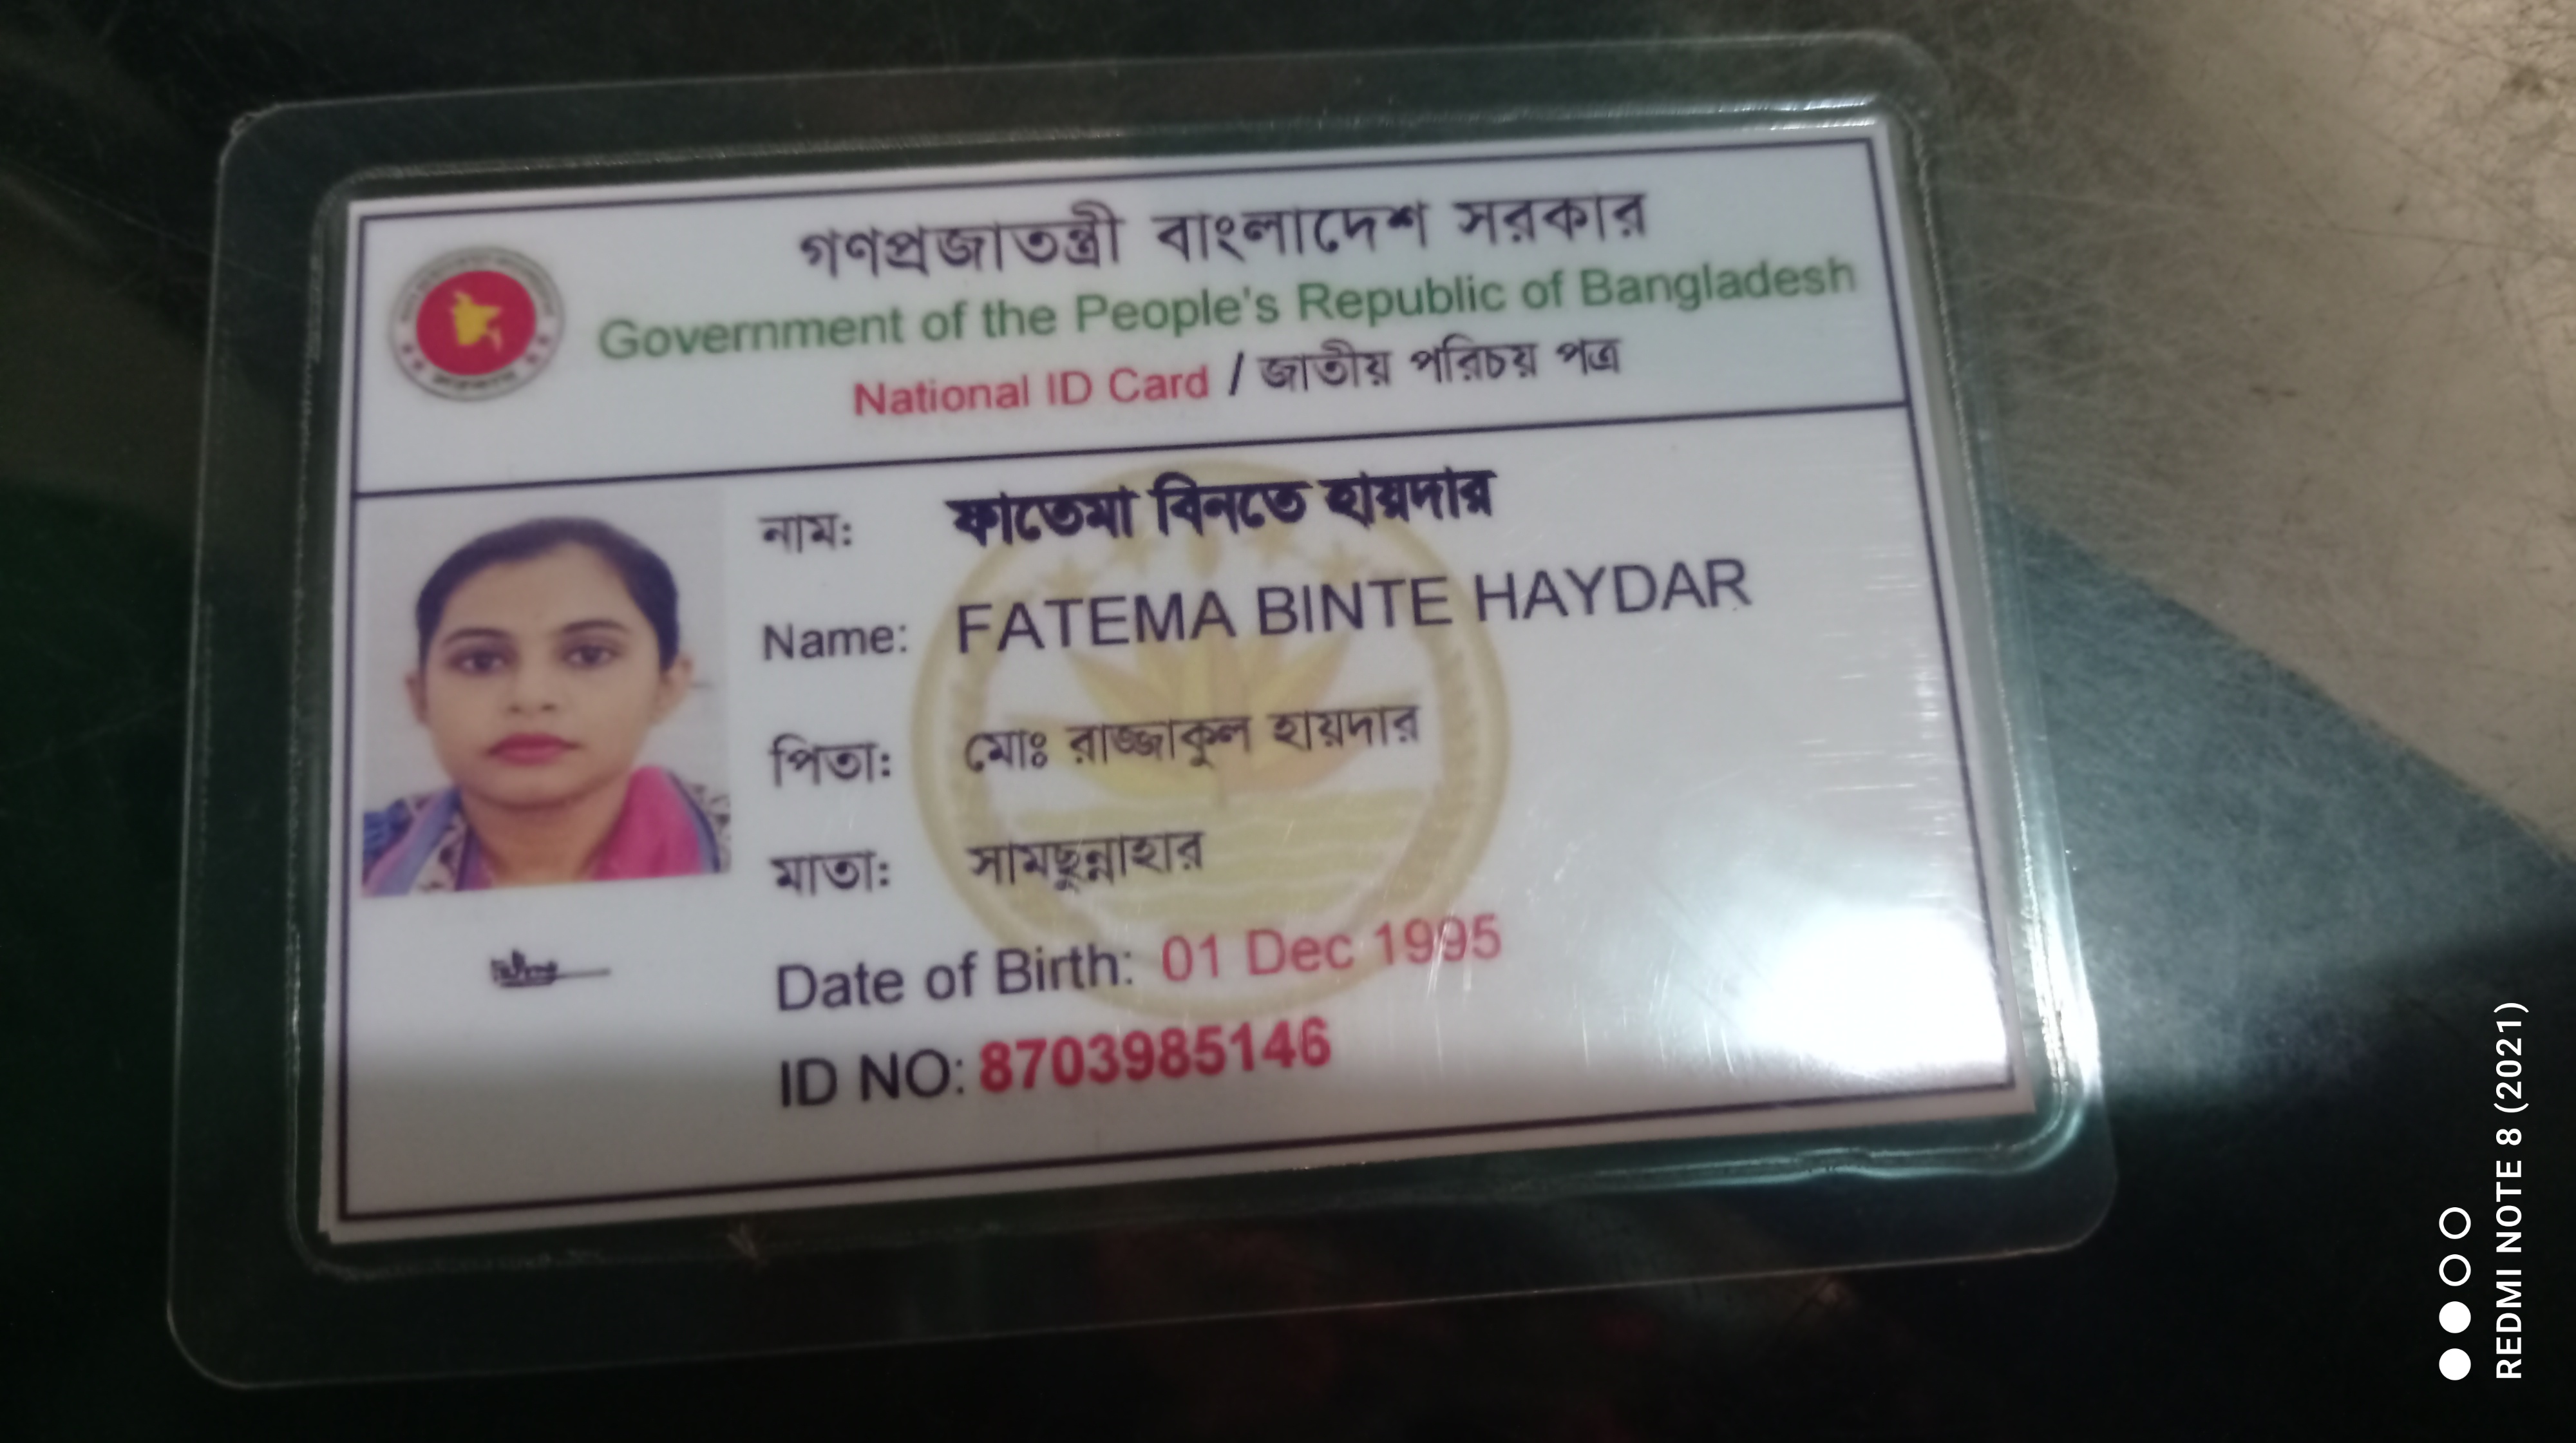 গণপ্রজাতন্ত্রী বাংলাদেশ সরকার
Government of the People's Republic of Bangladesh
National ID Card / জাতীয় পরিচয় পত্র
নাম: ফাতেমা বিনতে হায়দার
Name: FATEMA BINTE HAYDAR
পিতা: মোঃ রাজ্জাকুল হায়দার
মাতা: সামছুন্নাহার
Date of Birth: 01 Dec 1995
ID NO: 8703985146
REDMI NOTE 8 (2021)